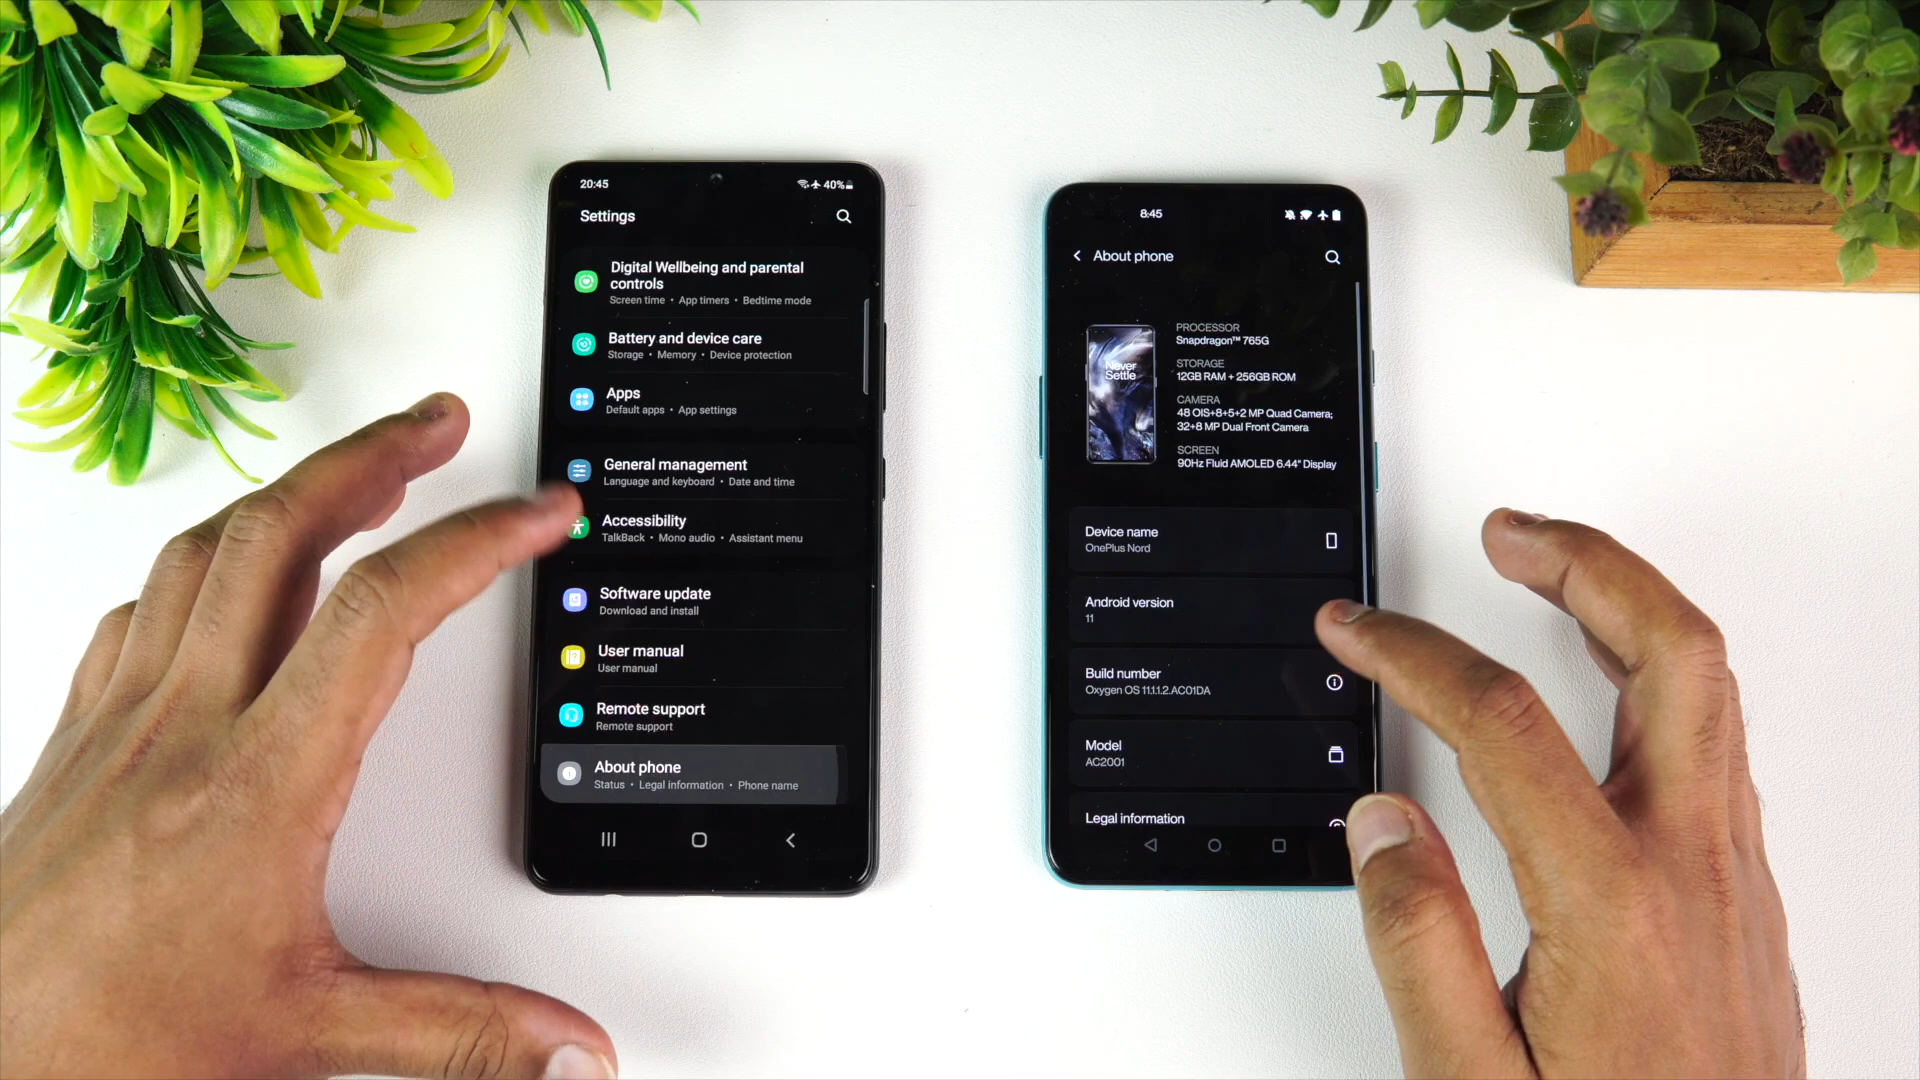 20:45
40%
Settings
Digital Wellbeing and parental
controls
Screen time • App timers • Bedtime mode
Battery and device care
Storage • Memory • Device protection
Apps
Default apps • App settings
General management
Language and keyboard • Date and time
Accessibility
TalkBack • Mono audio • Assistant menu
Software update
Download and install
User manual
User manual
Remote support
Remote support
About phone
Status • Legal information • Phone name
8:45
About phone
Never
Settle
PROCESSOR
Snapdragon™ 765G
STORAGE
12GB RAM + 256GB ROM
CAMERA
48 OIS+8+5+2 MP Quad Camera;
32+8 MP Dual Front Camera
SCREEN
90Hz Fluid AMOLED 6.44" Display
Device name
OnePlus Nord
Android version
11
Build number
Oxygen OS 11.1.1.2.AC01DA
Model
AC2001
Legal information